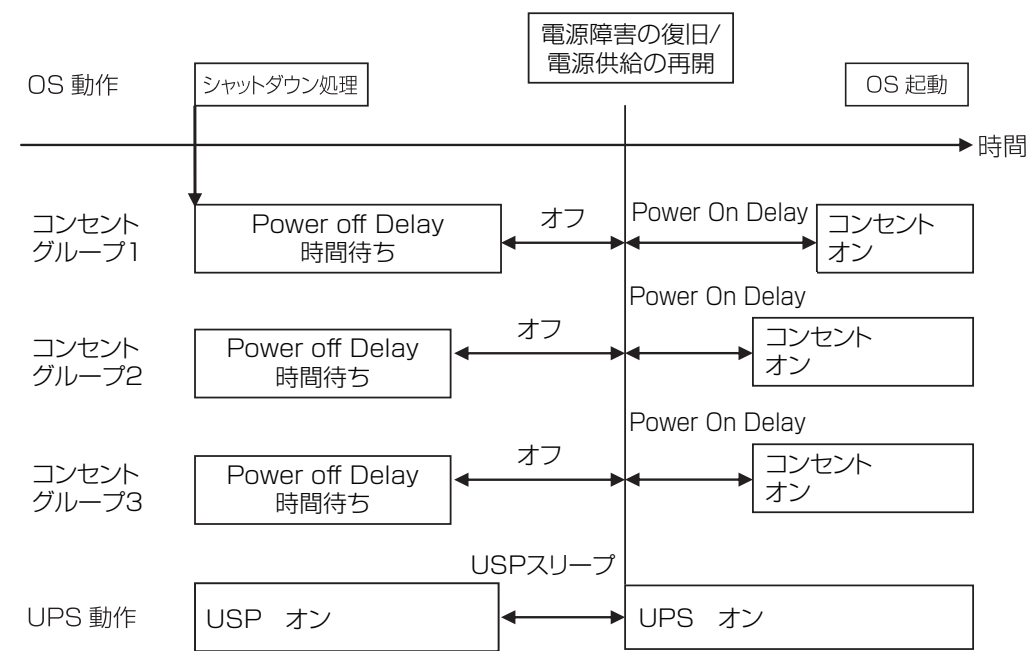 電源障害の復旧/
電源供給の再開
OS 動作
シャットダウン処理
OS 起動
時間
コンセント
グループ1
Power off Delay
時間待ち
オフ
Power On Delay
コンセント
オン
コンセント
グループ2
Power off Delay
時間待ち
オフ
Power On Delay
コンセント
オン
コンセント
グループ3
Power off Delay
時間待ち
オフ
Power On Delay
コンセント
オン
USPスリープ
UPS 動作
USP オン
UPS オン